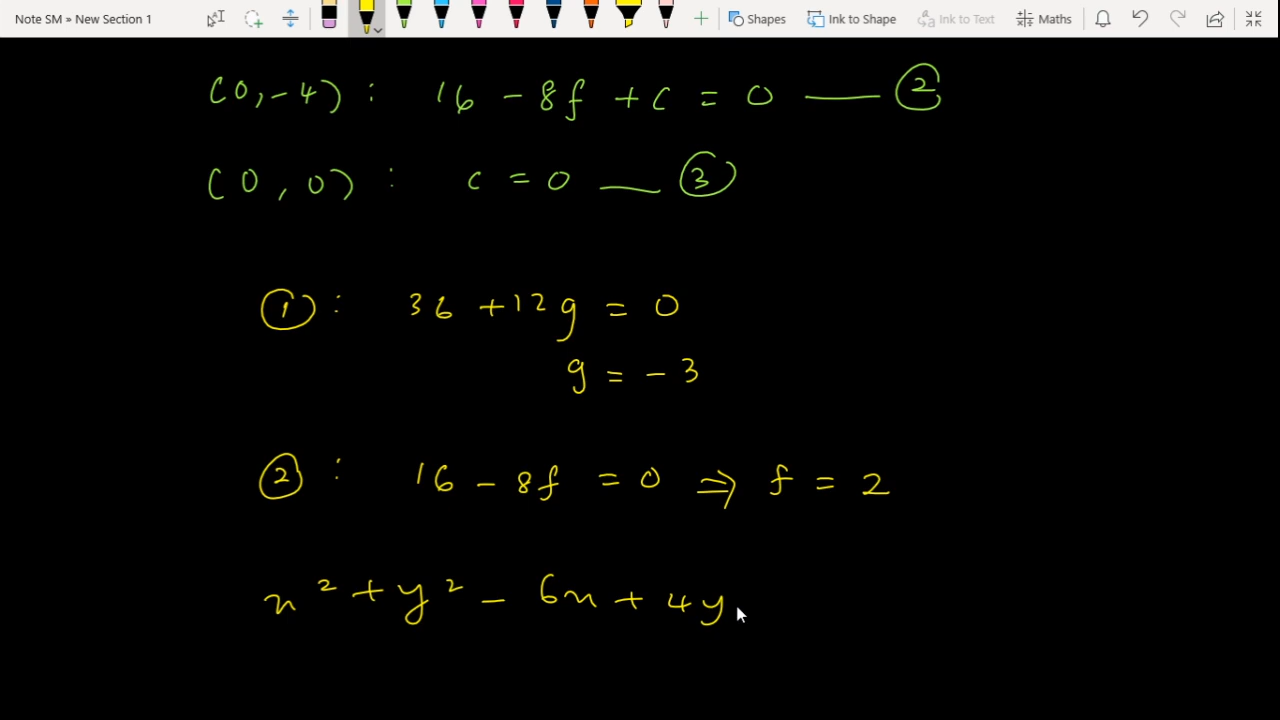 Note SM » New Section 1
Shapes
Ink to Shape
Ink to Text
Maths
(0,-4) : 16 - 8f + c = 0 —— ②
(0,0) : c = 0 —— ③
① : 36 + 12g = 0
g = -3
② : 16 - 8f = 0 ⇒ f = 2
x² + y² - 6x + 4y